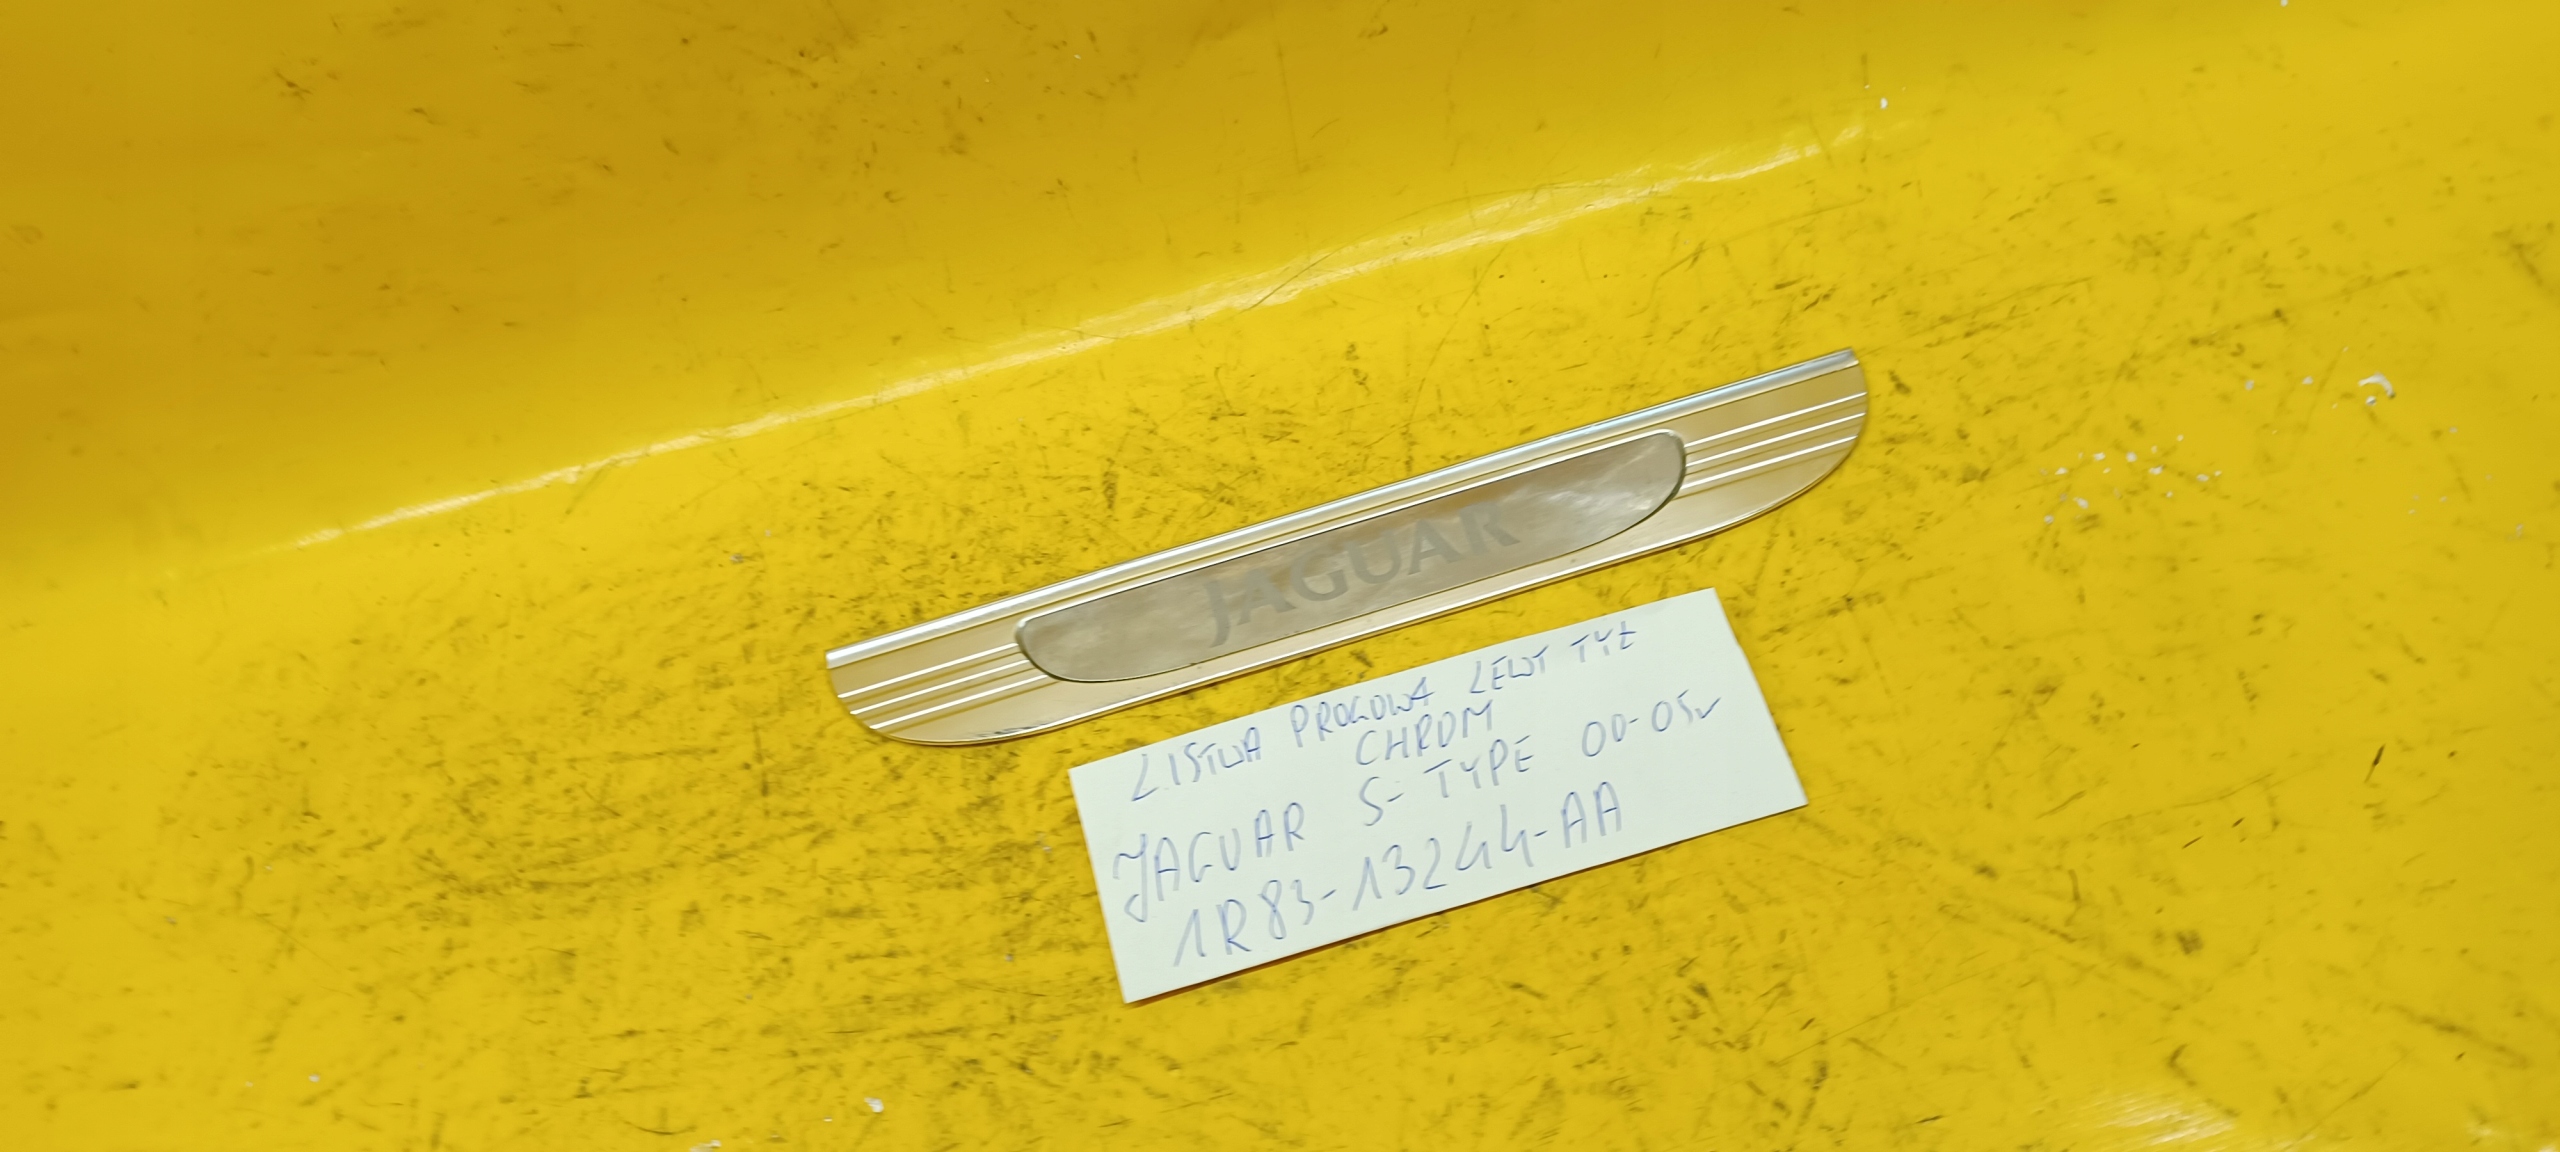 JAGUAR
LISTWA PROGOWA LEWY TYŁ
CHROM
JAGUAR S-TYPE 00-05r
1R83-13244-AA